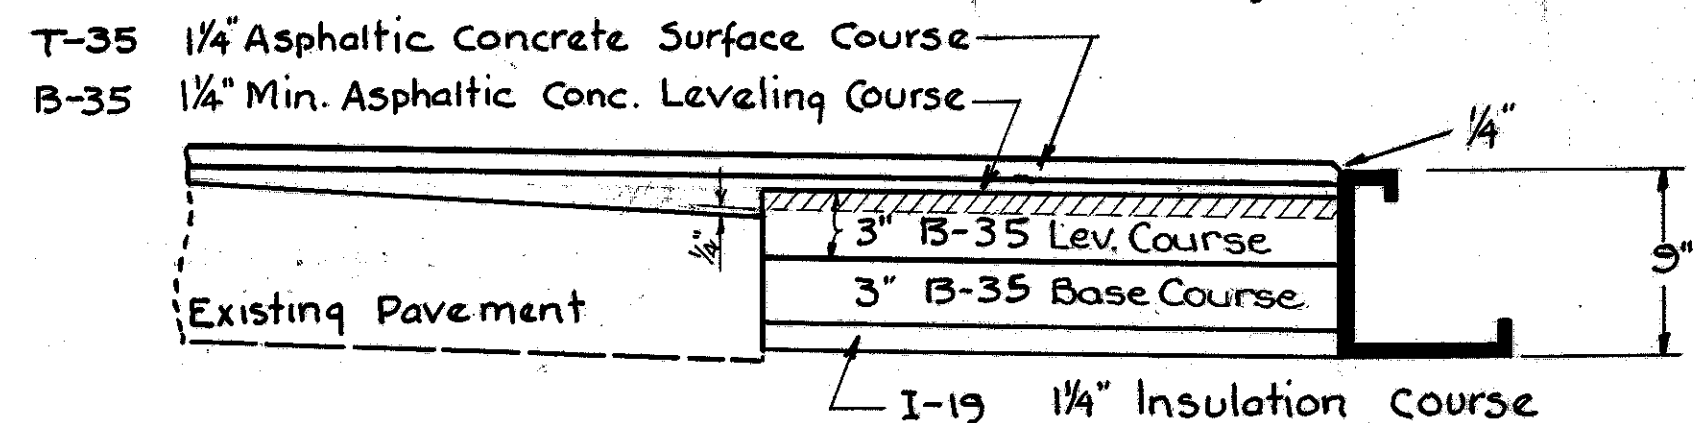 T-35 1¼" Asphaltic Concrete Surface Course
B-35 1¼" Min. Asphaltic Conc. Leveling Course
¼"
¼"
3" B-35 Lev. Course
9"
3" B-35 Base Course
Existing Pavement
I-19 1¼" Insulation Course